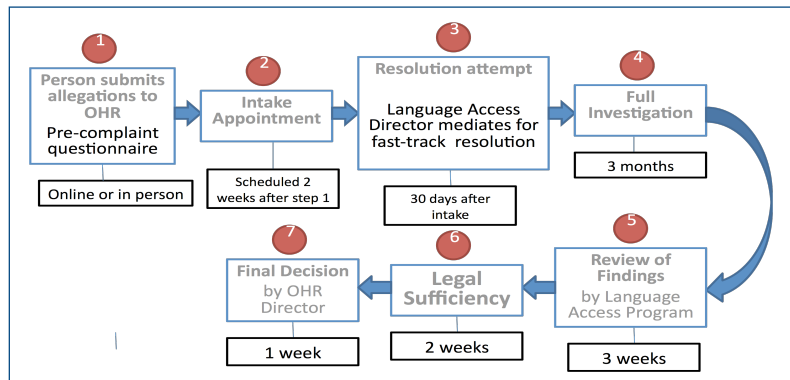 1
Person submits
allegations to
OHR
Pre-complaint
questionnaire
Online or in person
2
Intake
Appointment
Scheduled 2
weeks after step 1
3
Resolution attempt
Language Access
Director mediates for
fast-track resolution
30 days after
intake
4
Full
Investigation
3 months
5
Review of
Findings
by Language
Access Program
3 weeks
6
Legal
Sufficiency
2 weeks
7
Final Decision
by OHR
Director
1 week